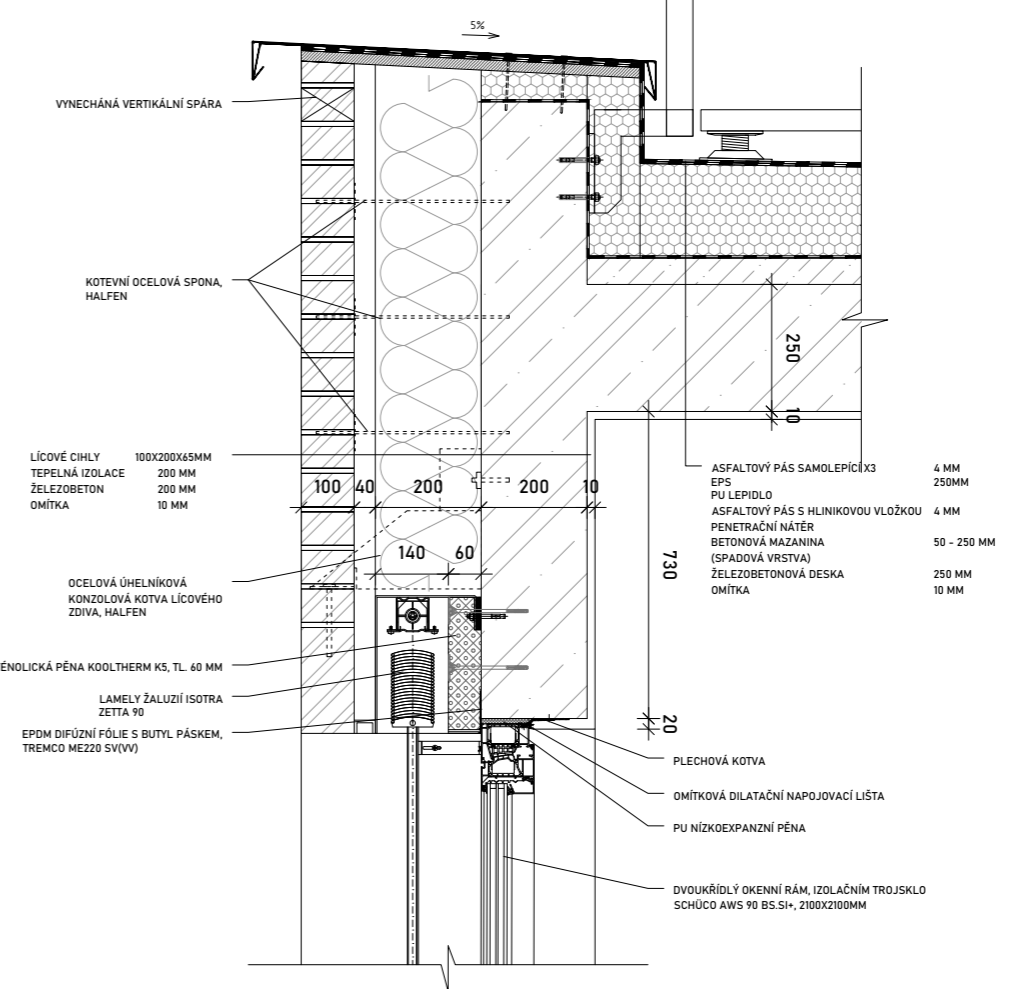 5%
VYNECHÁNÁ VERTIKÁLNÍ SPÁRA
KOTEVNÍ OCELOVÁ SPONA,
HALFEN
250
10
LÍCOVÉ CIHLY 100X200X65MM
TEPELNÁ IZOLACE 200 MM
ŽELEZOBETON 200 MM
OMÍTKA 10 MM
100 40 200 200 10
ASFALTOVÝ PÁS SAMOLEPÍCÍ X3 4 MM
EPS 250MM
PU LEPIDLO
ASFALTOVÝ PÁS S HLINIKOVOU VLOŽKOU 4 MM
PENETRAČNÍ NÁTĚR
BETONOVÁ MAZANINA 50 - 250 MM
(SPADOVÁ VRSTVA)
ŽELEZOBETONOVÁ DESKA 250 MM
OMÍTKA 10 MM
140 60
730
OCELOVÁ ÚHELNÍKOVÁ
KONZOLOVÁ KOTVA LÍCOVÉHO
ZDIVA, HALFEN
ÉNOLICKÁ PĚNA KOOLTHERM K5, TL. 60 MM
LAMELY ŽALUZIÍ ISOTRA
ZETTA 90
EPDM DIFÚZNÍ FÓLIE S BUTYL PÁSKEM,
TREMCO ME220 SV(VV)
20
PLECHOVÁ KOTVA
OMÍTKOVÁ DILATAČNÍ NAPOJOVACÍ LIŠTA
PU NÍZKOEXPANZNÍ PĚNA
DVOUKŘÍDLÝ OKENNÍ RÁM, IZOLAČNÍM TROJSKLO
SCHÜCO AWS 90 BS.SI+, 2100X2100MM